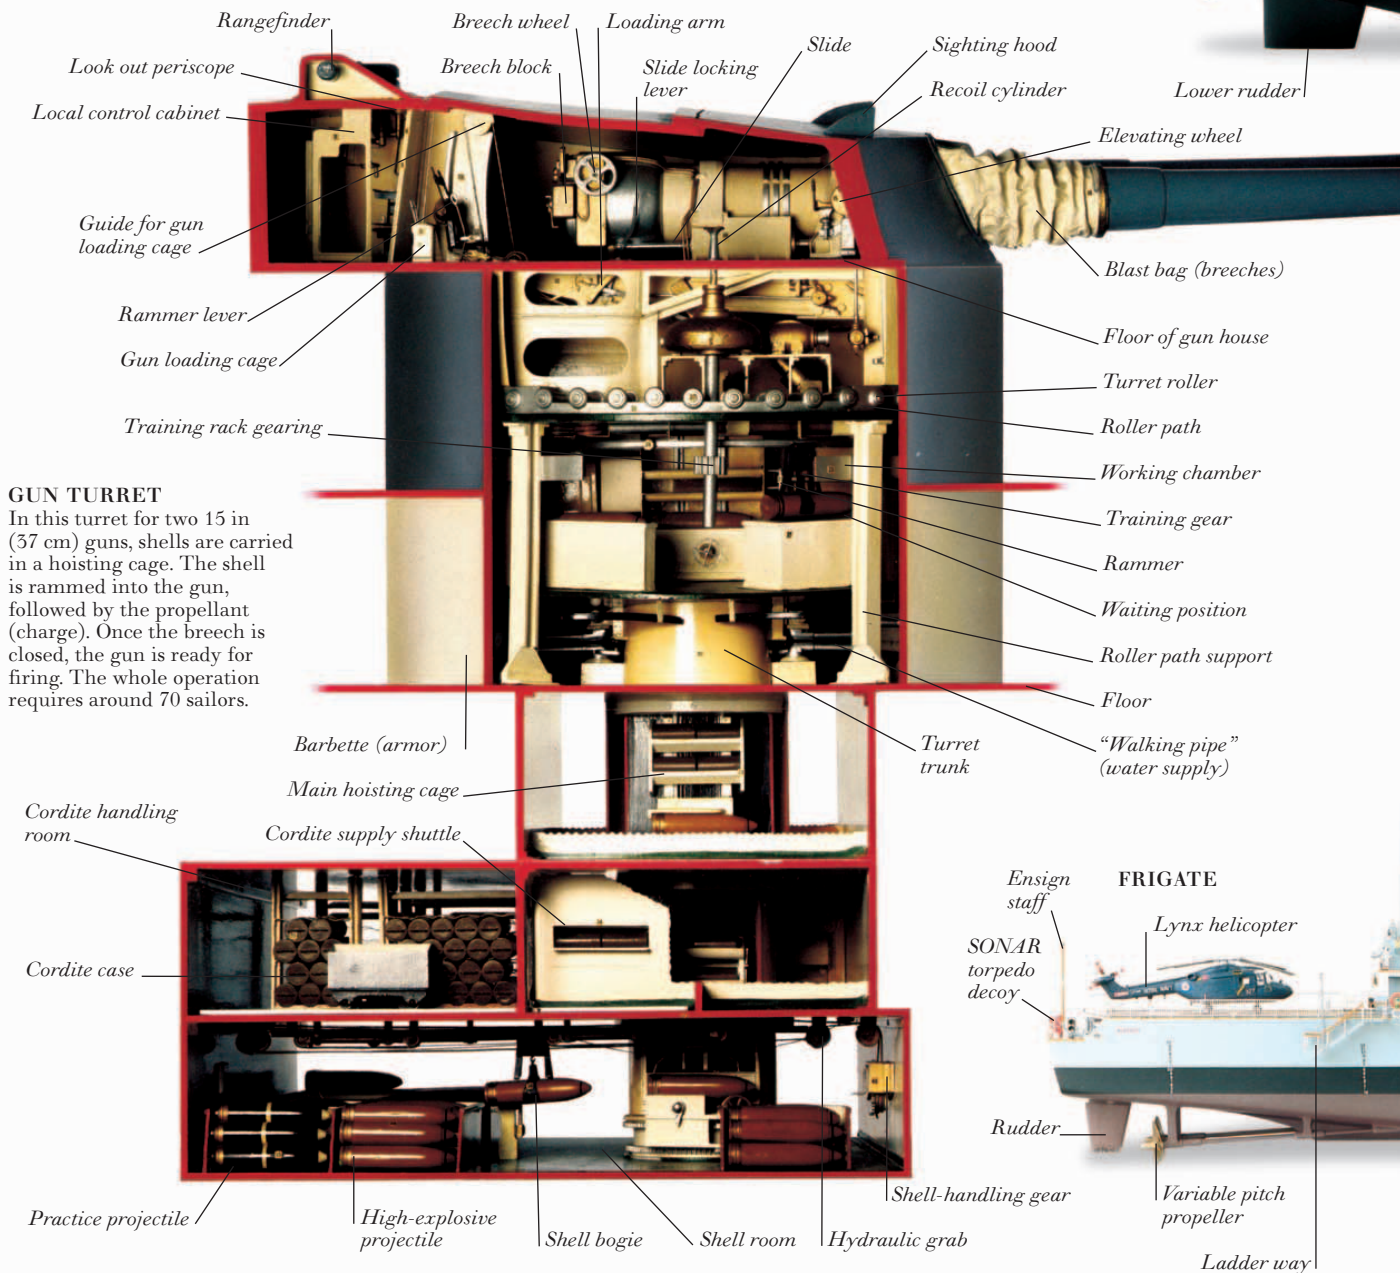 Rangefinder
Breech wheel
Loading arm
Slide
Sighting hood
Look out periscope
Breech block
Slide locking
lever
Recoil cylinder
Lower rudder
Local control cabinet
Elevating wheel
Guide for gun
loading cage
Blast bag (breeches)
Rammer lever
Floor of gun house
Gun loading cage
Turret roller
Training rack gearing
Roller path
Working chamber
GUN TURRET
In this turret for two 15 in
(37 cm) guns, shells are carried
in a hoisting cage. The shell
is rammed into the gun,
followed by the propellant
(charge). Once the breech is
closed, the gun is ready for
firing. The whole operation
requires around 70 sailors.
Training gear
Rammer
Waiting position
Roller path support
Floor
Barbette (armor)
Turret
trunk
“Walking pipe”
(water supply)
Main hoisting cage
Cordite handling
room
Cordite supply shuttle
Cordite case
Ensign
staff
FRIGATE
Lynx helicopter
SONAR
torpedo
decoy
Rudder
Variable pitch
propeller
Ladder way
Practice projectile
High-explosive
projectile
Shell bogie
Shell room
Hydraulic grab
Shell-handling gear